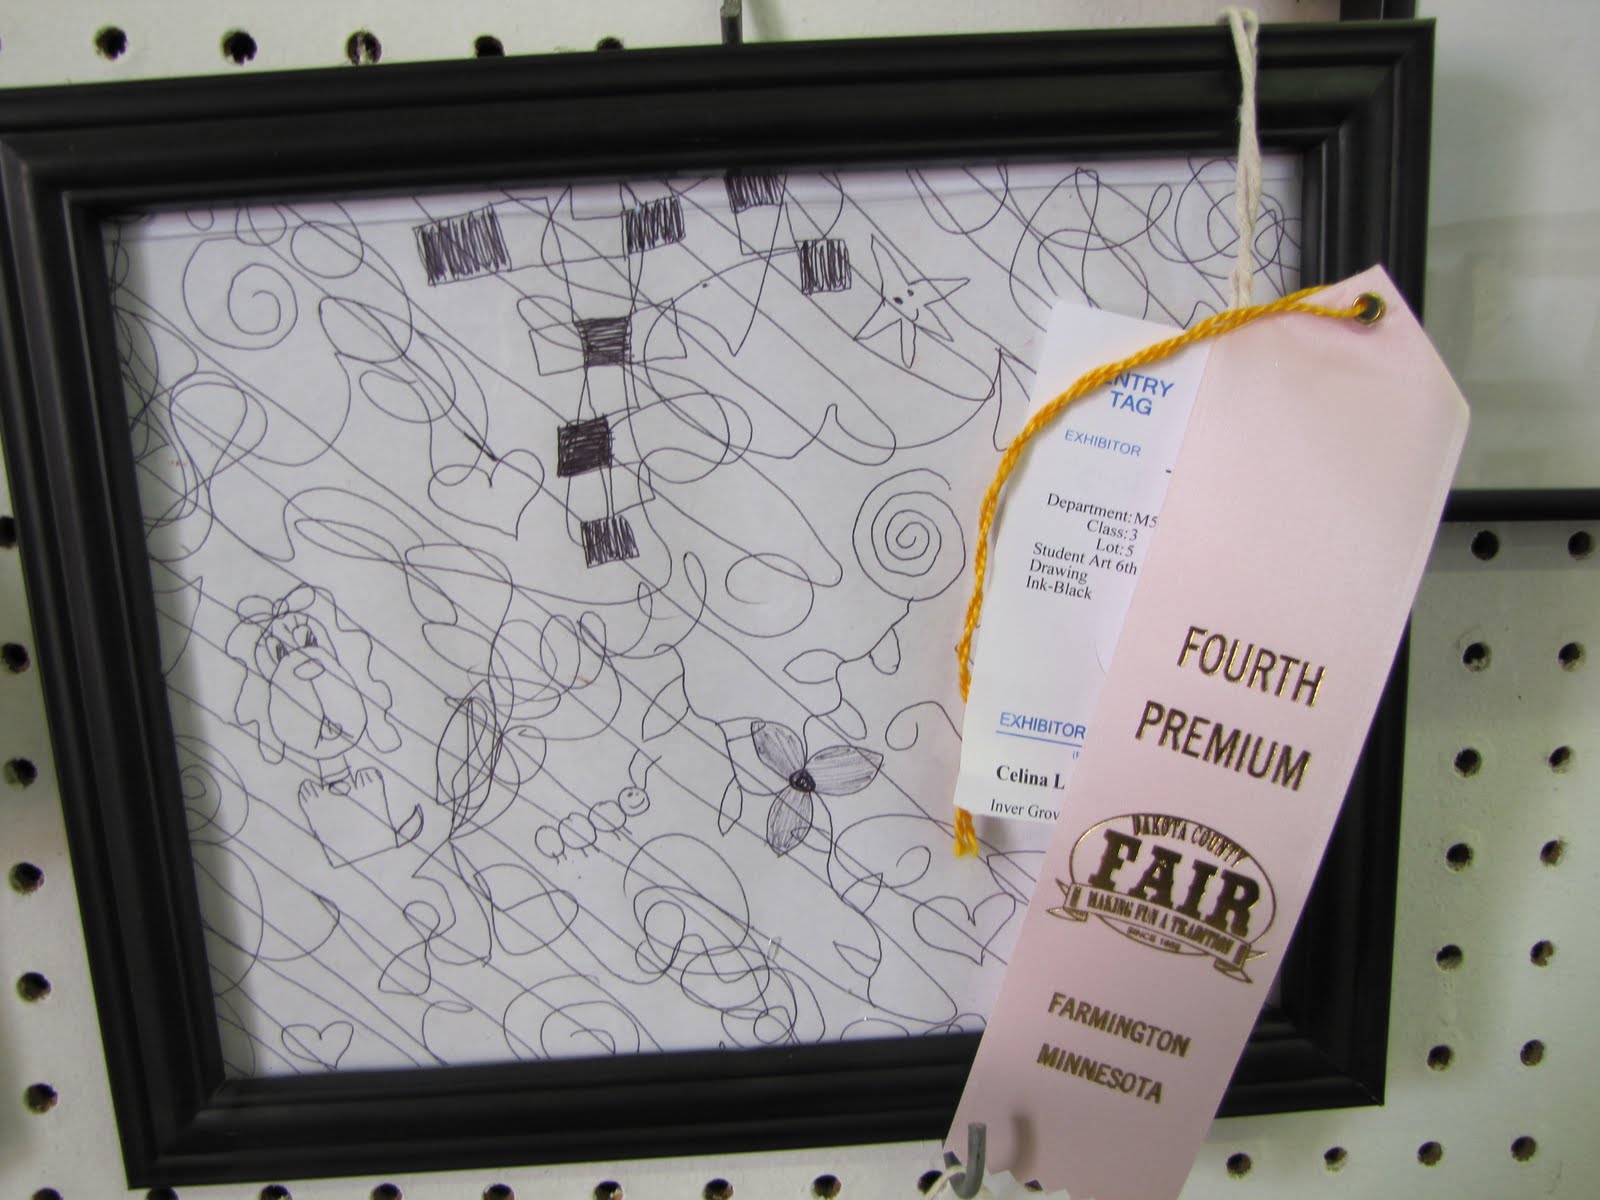 ENTRY
TAG
EXHIBITOR
Department: M5
Class: 3
Lot: 5
Student Art 6th
Drawing
Ink-Black
EXHIBITOR
Celina L
Inver Grov
FOURTH
PREMIUM
DAKOTA COUNTY
FAIR
MAKING FUN A TRADITION
FARMINGTON
MINNESOTA